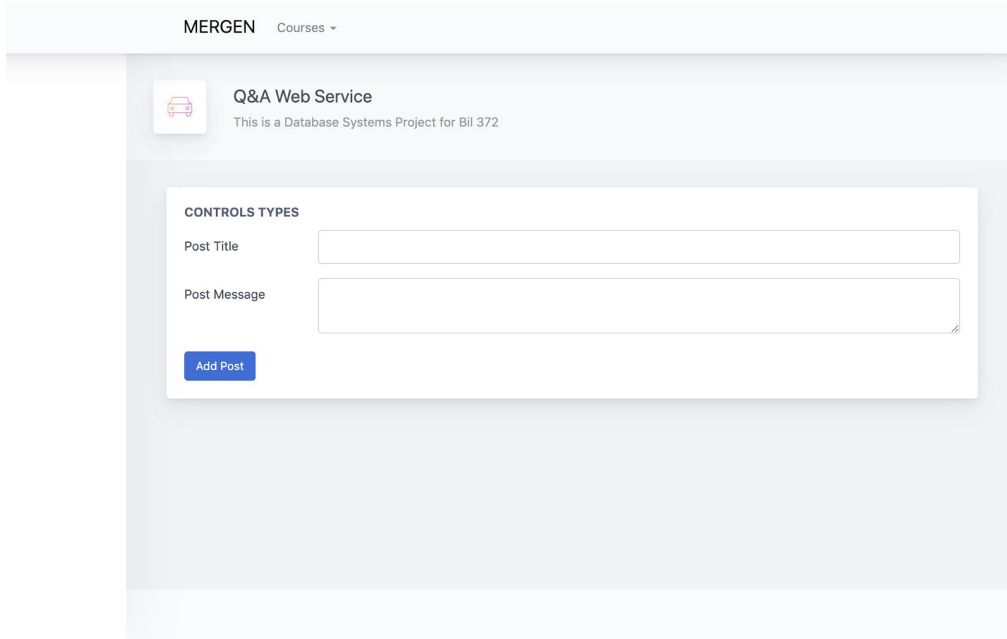 MERGEN Courses
Q&A Web Service
This is a Database Systems Project for Bil 372
CONTROLS TYPES
Post Title
Post Message
Add Post